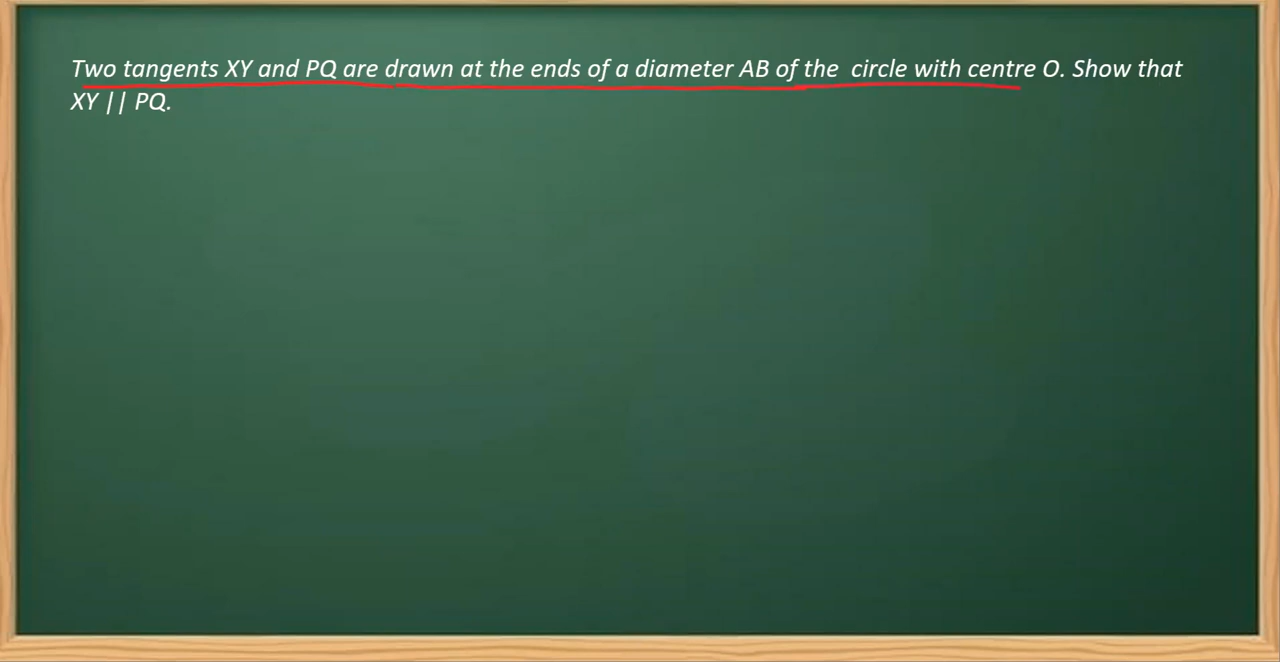 Two tangents XY and PQ are drawn at the ends of a diameter AB of the  circle with centre O. Show that
XY || PQ.